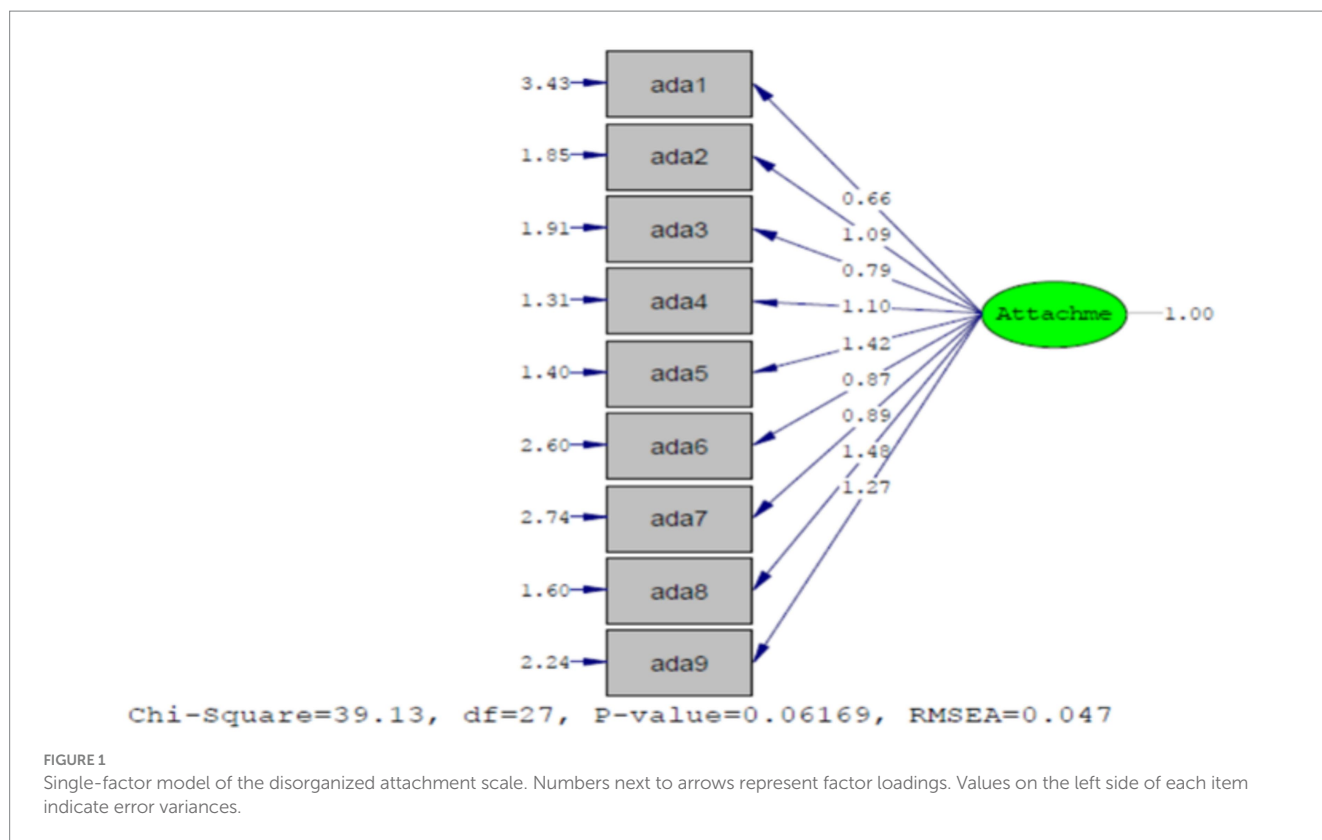 3.43 ada1
1.85 ada2
0.66
1.91 ada3
1.09
0.79
1.31 ada4
1.10
Attachme 1.00
1.40 ada5
1.42
0.87
2.60 ada6
0.89
1.48
2.74 ada7
1.27
1.60 ada8
2.24 ada9
Chi-Square=39.13, df=27, P-value=0.06169, RMSEA=0.047
FIGURE 1
Single-factor model of the disorganized attachment scale. Numbers next to arrows represent factor loadings. Values on the left side of each item
indicate error variances.